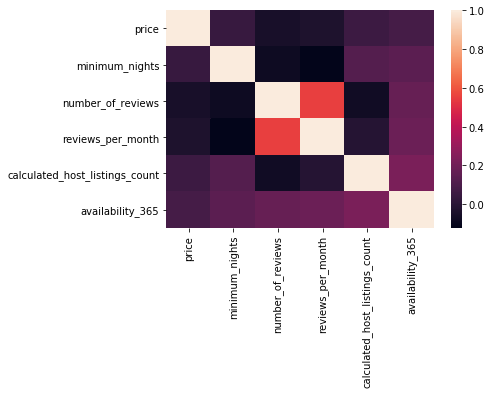 price
minimum_nights
number_of_reviews
reviews_per_month
calculated_host_listings_count
availability_365
price
minimum_nights
number_of_reviews
reviews_per_month
calculated_host_listings_count
availability_365
1.0
0.8
0.6
0.4
0.2
0.0